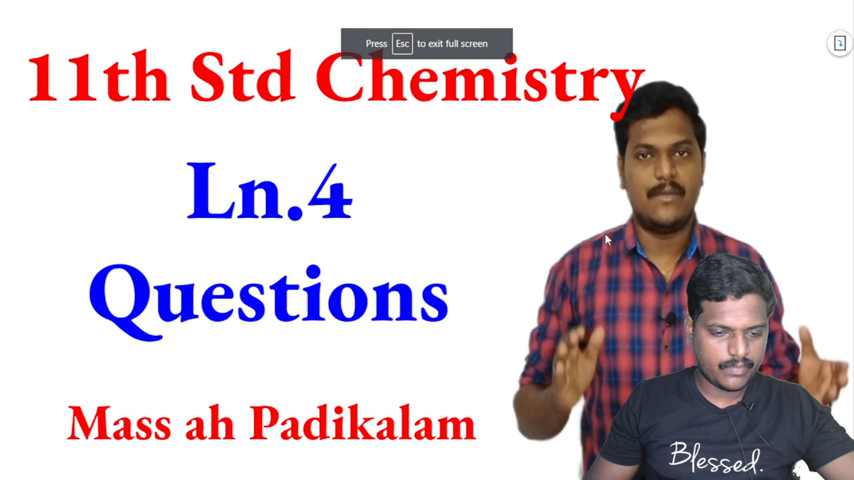 Press Esc to exit full screen
11th Std Chemistry
Ln.4
Questions
Mass ah Padikalam
Blessed.